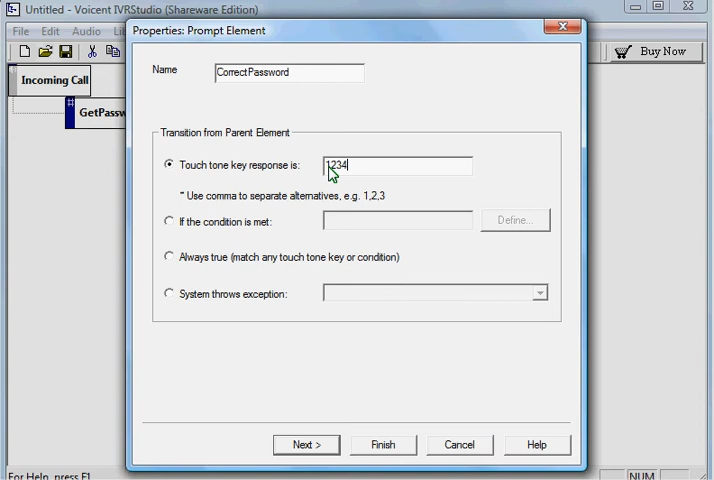 Untitled - Voicent IVRStudio (Shareware Edition)
File Edit Audio
Properties: Prompt Element
Buy Now
Incoming Call
Name CorrectPassword
Transition from Parent Element
Touch tone key response is: 1234
* Use comma to separate alternatives, e.g. 1,2,3
If the condition is met: Define...
Always true (match any touch tone key or condition)
System throws exception:
Next > Finish Cancel Help
For Help, press F1 NUM